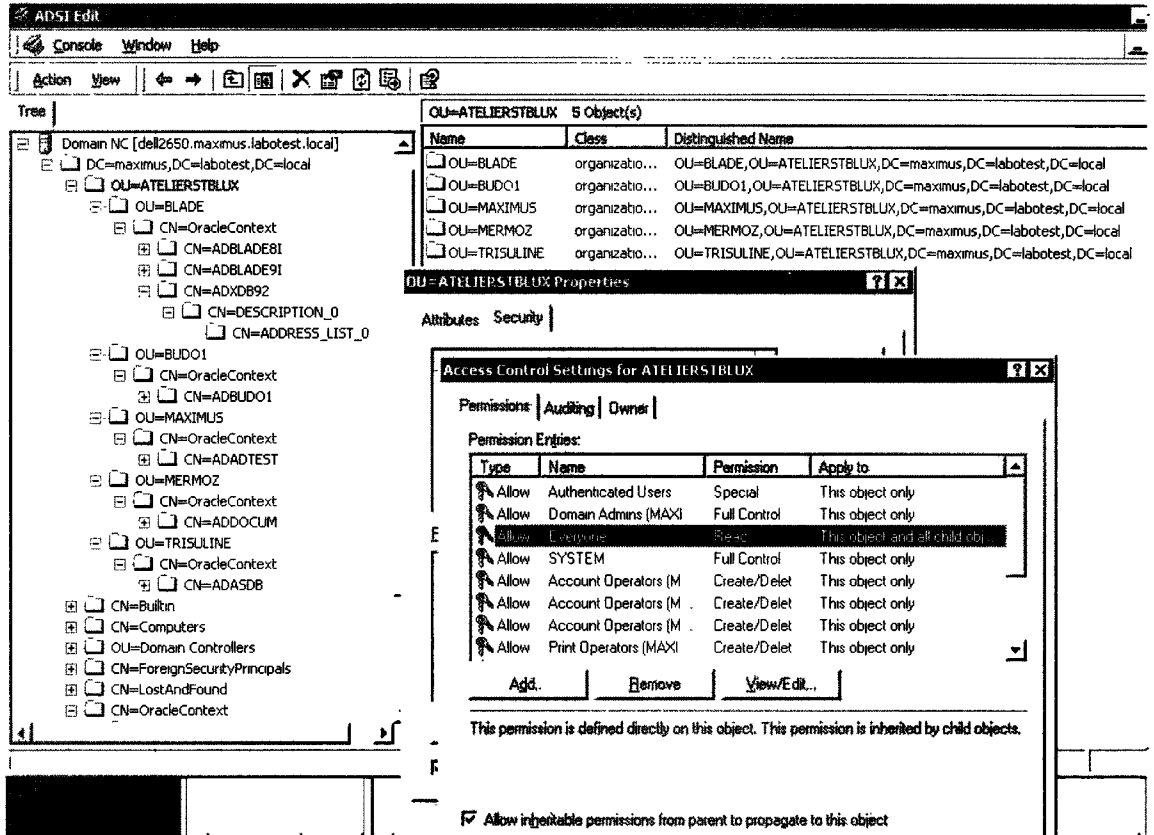 ADSI Edit
Console Window Help
Action View
Tree
Domain NC [dell2650.maximus.labotest.local]
DC=maximus,DC=labotest,DC=local
OU=ATELIERSTBLUX
OU=BLADE
CN=OracleContext
CN=ADBLADE8I
CN=ADBLADE9I
CN=ADXDB92
CN=DESCRIPTION_0
CN=ADDRESS_LIST_0
OU=BUDO1
CN=OracleContext
CN=ADBUDO1
OU=MAXIMUS
CN=OracleContext
CN=ADADTEST
OU=MERMOZ
CN=OracleContext
CN=ADDOCUM
OU=TRISULINE
CN=OracleContext
CN=ADASDB
CN=Builtin
CN=Computers
OU=Domain Controllers
CN=ForeignSecurityPrincipals
CN=LostAndFound
CN=OracleContext
OU=ATELIERSTBLUX 5 Object(s)
Name Class Distinguished Name
OU=BLADE organizatio... OU=BLADE,OU=ATELIERSTBLUX,DC=maximus,DC=labotest,DC=local
OU=BUDO1 organizatio... OU=BUDO1,OU=ATELIERSTBLUX,DC=maximus,DC=labotest,DC=local
OU=MAXIMUS organizatio... OU=MAXIMUS,OU=ATELIERSTBLUX,DC=maximus,DC=labotest,DC=local
OU=MERMOZ organizatio... OU=MERMOZ,OU=ATELIERSTBLUX,DC=maximus,DC=labotest,DC=local
OU=TRISULINE organizatio... OU=TRISULINE,OU=ATELIERSTBLUX,DC=maximus,DC=labotest,DC=local
OU=ATELIERSTBLUX Properties
Attributes Security
Access Control Settings for ATELIERSTBLUX
Permissions Auditing Owner
Permission Entries:
Type Name Permission Apply to
Allow Authenticated Users Special This object only
Allow Domain Admins (MAXI Full Control This object only
Allow Everyone Read This object and all child obj...
Allow SYSTEM Full Control This object only
Allow Account Operators (M Create/Delet This object only
Allow Account Operators (M . Create/Delet This object only
Allow Account Operators (M . Create/Delet This object only
Allow Print Operators (MAXI Create/Delet This object only
Add.. Remove View/Edit...
This permission is defined directly on this object. This permission is inherited by child objects.
Allow inheritable permissions from parent to propagate to this object